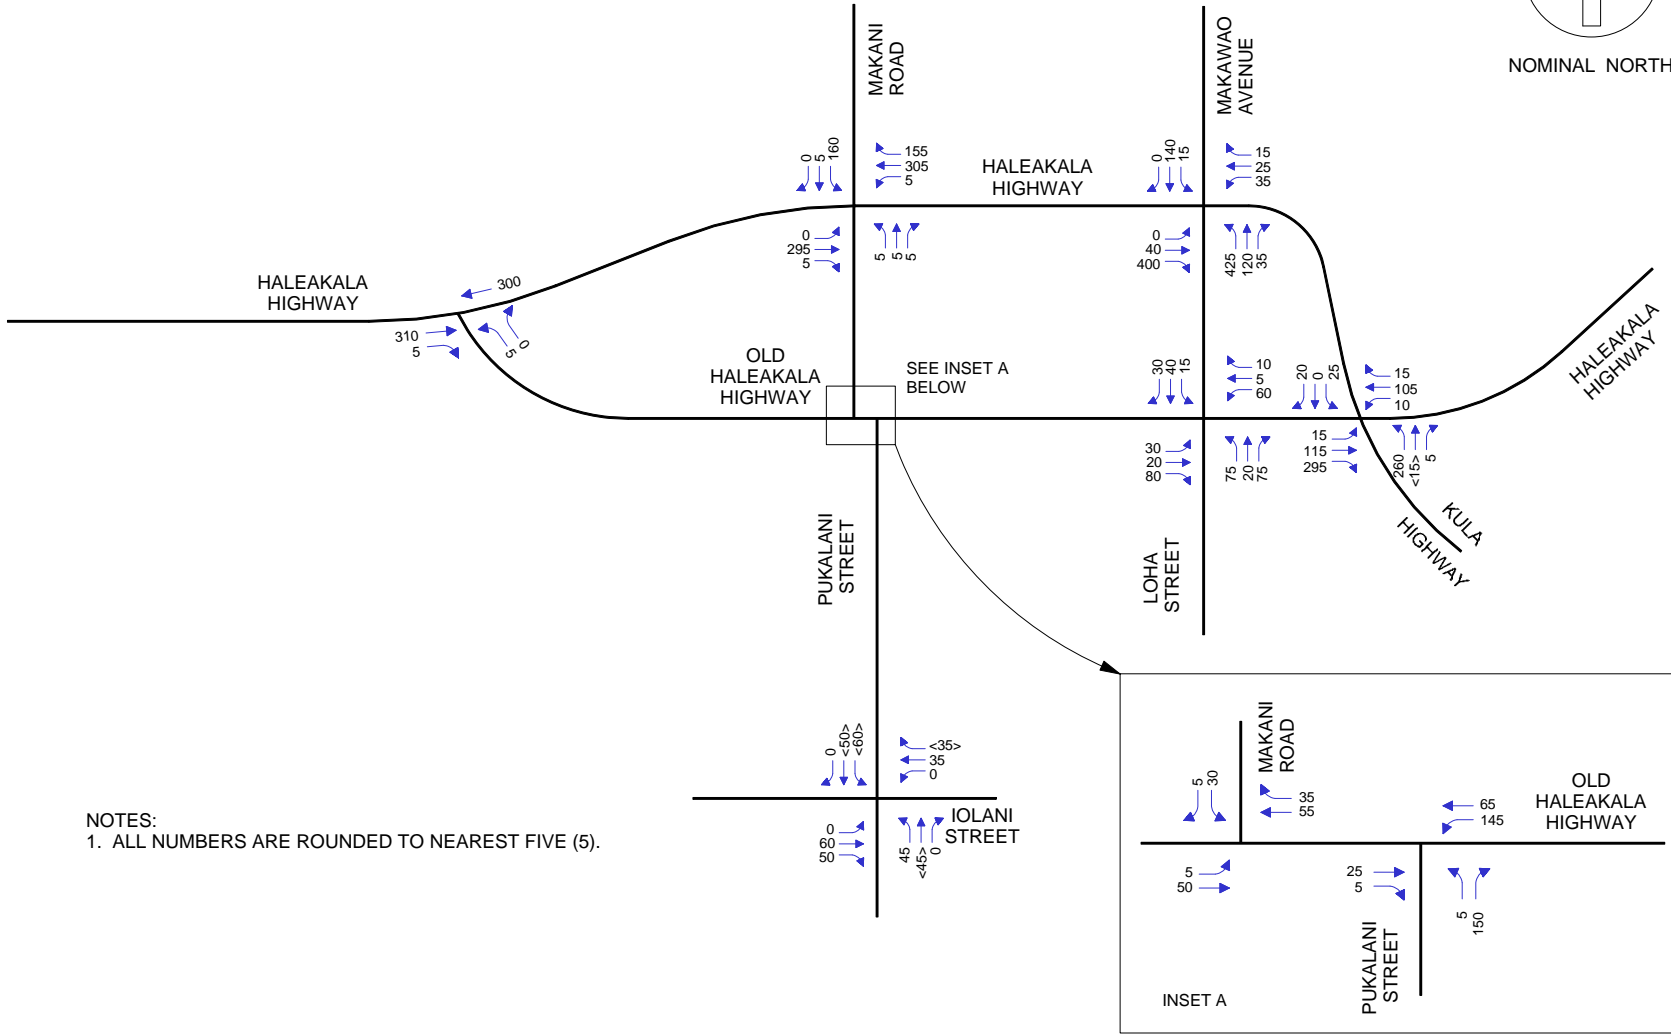 NOMINAL NORTH
MAKANI
ROAD
MAKAWAO
AVENUE
0
5
160
155
305
5
0
295
5
5
5
5
HALEAKALA
HIGHWAY
0
140
15
15
25
35
0
40
400
425
120
35
HALEAKALA
HIGHWAY
300
310
5
5
0
OLD
HALEAKALA
HIGHWAY
SEE INSET A
BELOW
30
40
15
10
5
60
30
20
80
75
20
75
20
0
25
15
105
10
15
115
295
260
<15>
5
HALEAKALA
HIGHWAY
KULA
HIGHWAY
PUKALANI
STREET
LOHA
STREET
0
<50>
<60>
<35>
35
0
0
60
50
45
<45>
0
IOLANI
STREET
NOTES:
1. ALL NUMBERS ARE ROUNDED TO NEAREST FIVE (5).
MAKANI
ROAD
5
30
35
55
5
50
65
145
25
5
5
150
OLD
HALEAKALA
HIGHWAY
PUKALANI
STREET
INSET A